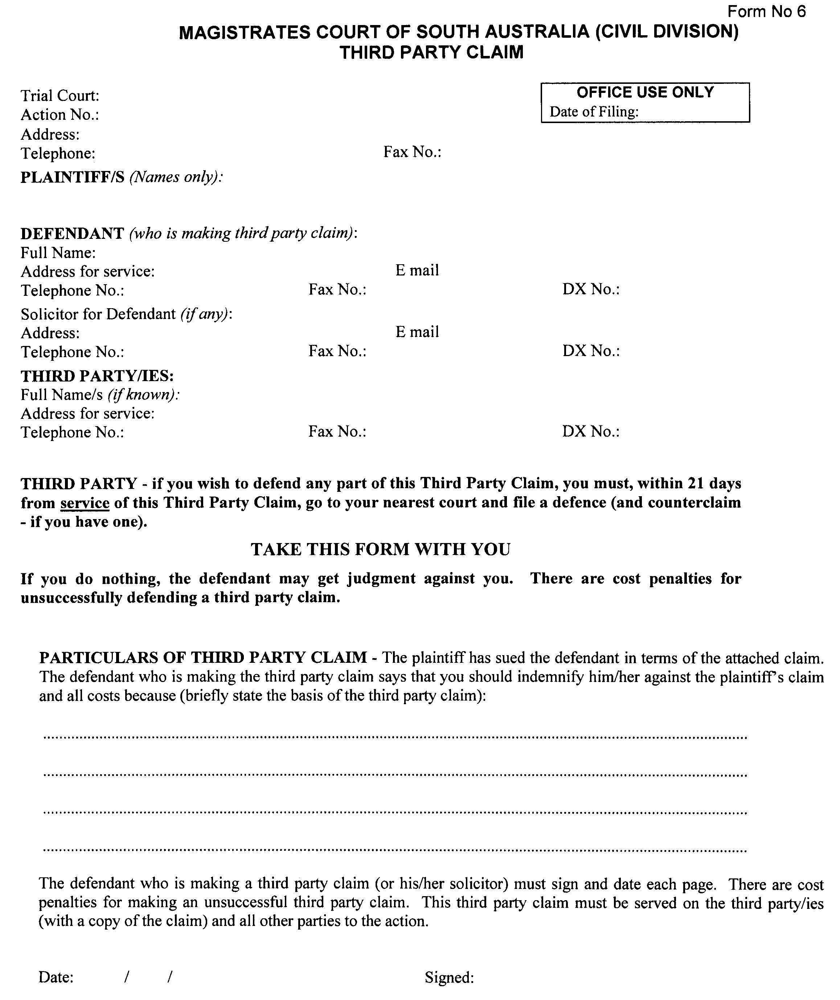 Form No 6
MAGISTRATES COURT OF SOUTH AUSTRALIA (CIVIL DIVISION)
THIRD PARTY CLAIM
OFFICE USE ONLY
Date of Filing:
Trial Court:
Action No.:
Address:
Telephone: Fax No.:
PLAINTIFF/S (Names only):
DEFENDANT (who is making third party claim):
Full Name:
Address for service: E mail
Telephone No.: Fax No.: DX No.:
Solicitor for Defendant (if any):
Address: E mail
Telephone No.: Fax No.: DX No.:
THIRD PARTY/IES:
Full Name/s (if known):
Address for service:
Telephone No.: Fax No.: DX No.:
THIRD PARTY - if you wish to defend any part of this Third Party Claim, you must, within 21 days
from service of this Third Party Claim, go to your nearest court and file a defence (and counterclaim
- if you have one).
TAKE THIS FORM WITH YOU
If you do nothing, the defendant may get judgment against you. There are cost penalties for
unsuccessfully defending a third party claim.
PARTICULARS OF THIRD PARTY CLAIM - The plaintiff has sued the defendant in terms of the attached claim.
The defendant who is making the third party claim says that you should indemnify him/her against the plaintiff's claim
and all costs because (briefly state the basis of the third party claim):
The defendant who is making a third party claim (or his/her solicitor) must sign and date each page. There are cost
penalties for making an unsuccessful third party claim. This third party claim must be served on the third party/ies
(with a copy of the claim) and all other parties to the action.
Date: / / Signed: